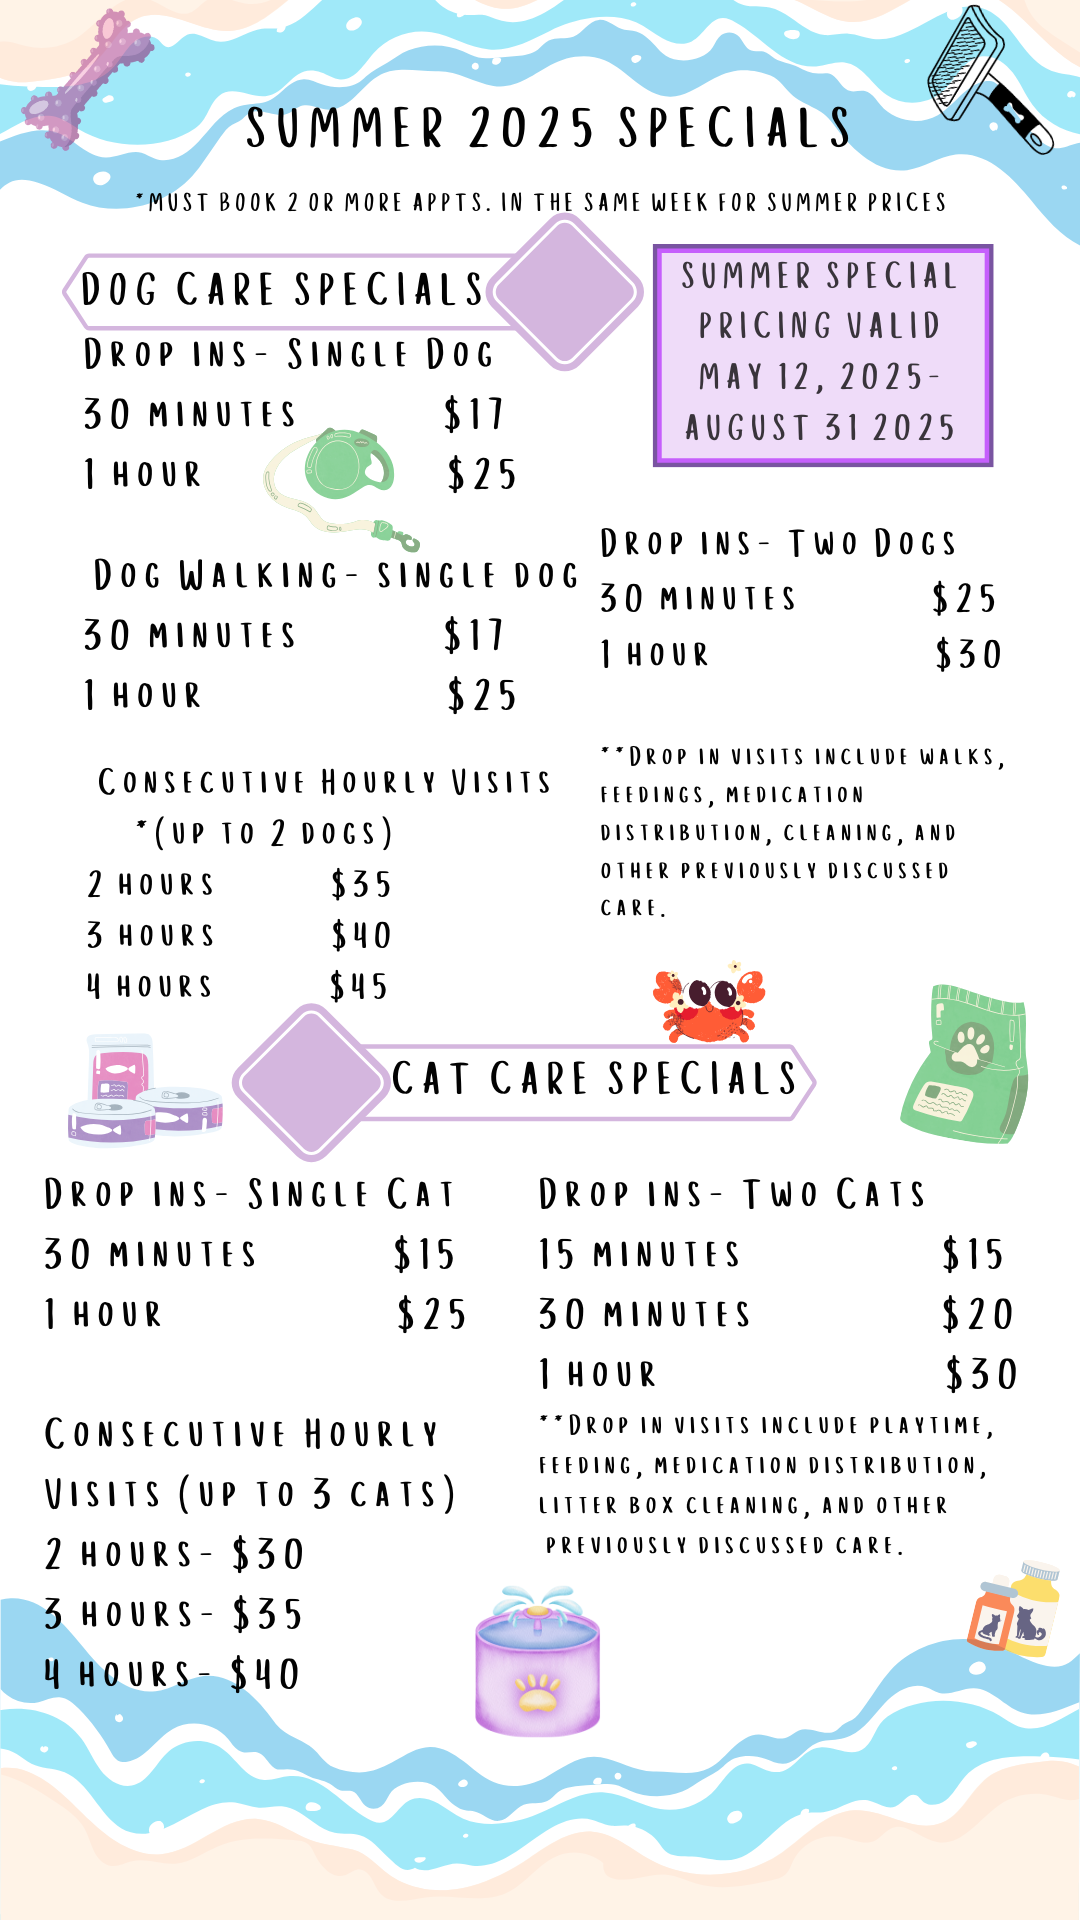 SUMMER 2025 SPECIALS
*MUST BOOK 2 OR MORE APPTS. IN THE SAME WEEK FOR SUMMER PRICES
DOG CARE SPECIALS
SUMMER SPECIAL
PRICING VALID
MAY 12, 2025-
AUGUST 31 2025
DROP INS- SINGLE DOG
30 MINUTES $17
1 HOUR $25
DOG WALKING- SINGLE DOG
30 MINUTES $17
1 HOUR $25
DROP INS- TWO DOGS
30 MINUTES $25
1 HOUR $30
CONSECUTIVE HOURLY VISITS
*(UP TO 2 DOGS)
2 HOURS $35
3 HOURS $40
4 HOURS $45
**DROP IN VISITS INCLUDE WALKS,
FEEDINGS, MEDICATION
DISTRIBUTION, CLEANING, AND
OTHER PREVIOUSLY DISCUSSED
CARE.
CAT CARE SPECIALS
DROP INS- SINGLE CAT
30 MINUTES $15
1 HOUR $25
DROP INS- TWO CATS
15 MINUTES $15
30 MINUTES $20
1 HOUR $30
CONSECUTIVE HOURLY
VISITS (UP TO 3 CATS)
2 HOURS- $30
3 HOURS- $35
4 HOURS- $40
**DROP IN VISITS INCLUDE PLAYTIME,
FEEDING, MEDICATION DISTRIBUTION,
LITTER BOX CLEANING, AND OTHER
PREVIOUSLY DISCUSSED CARE.